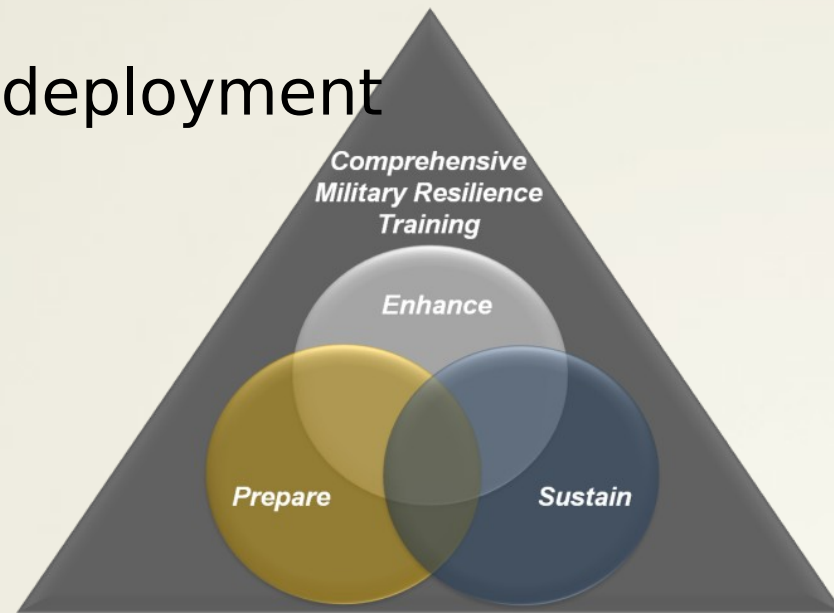 deployment
Comprehensive
Military Resilience
Training
Enhance
Prepare
Sustain